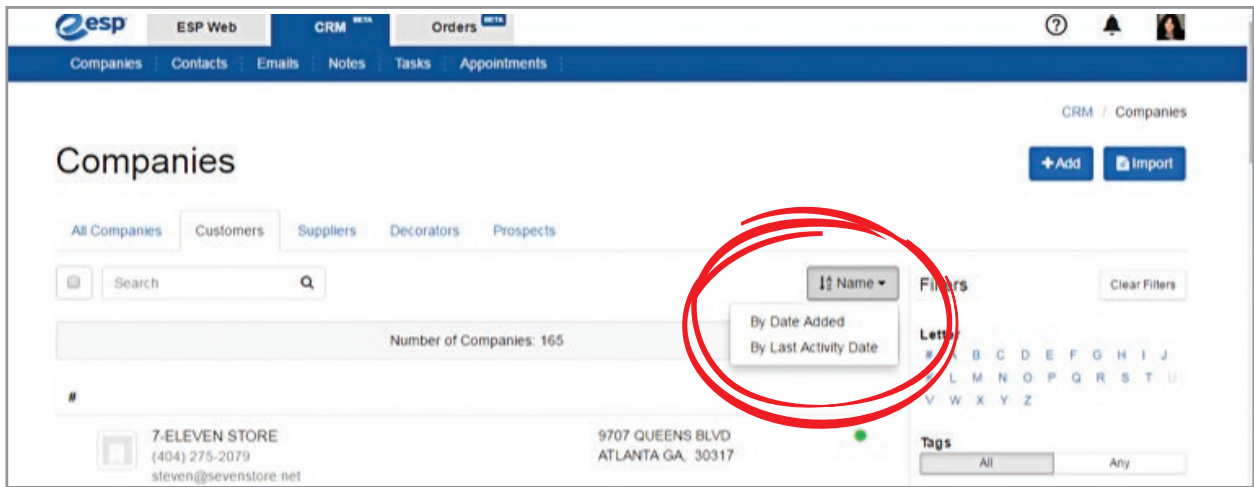 esp ESP Web CRM BETA Orders BETA
Companies Contacts Emails Notes Tasks Appointments
CRM / Companies
Companies
+ Add Import
All Companies Customers Suppliers Decorators Prospects
Search Name
Filters Clear Filters
By Date Added
By Last Activity Date
Number of Companies: 165
Letter
# A B C D E F G H I J
K L M N O P Q R S T U
V W X Y Z
#
7-ELEVEN STORE 9707 QUEENS BLVD
(404) 275-2079 ATLANTA GA, 30317
steven@sevenstore.net
Tags
All Any